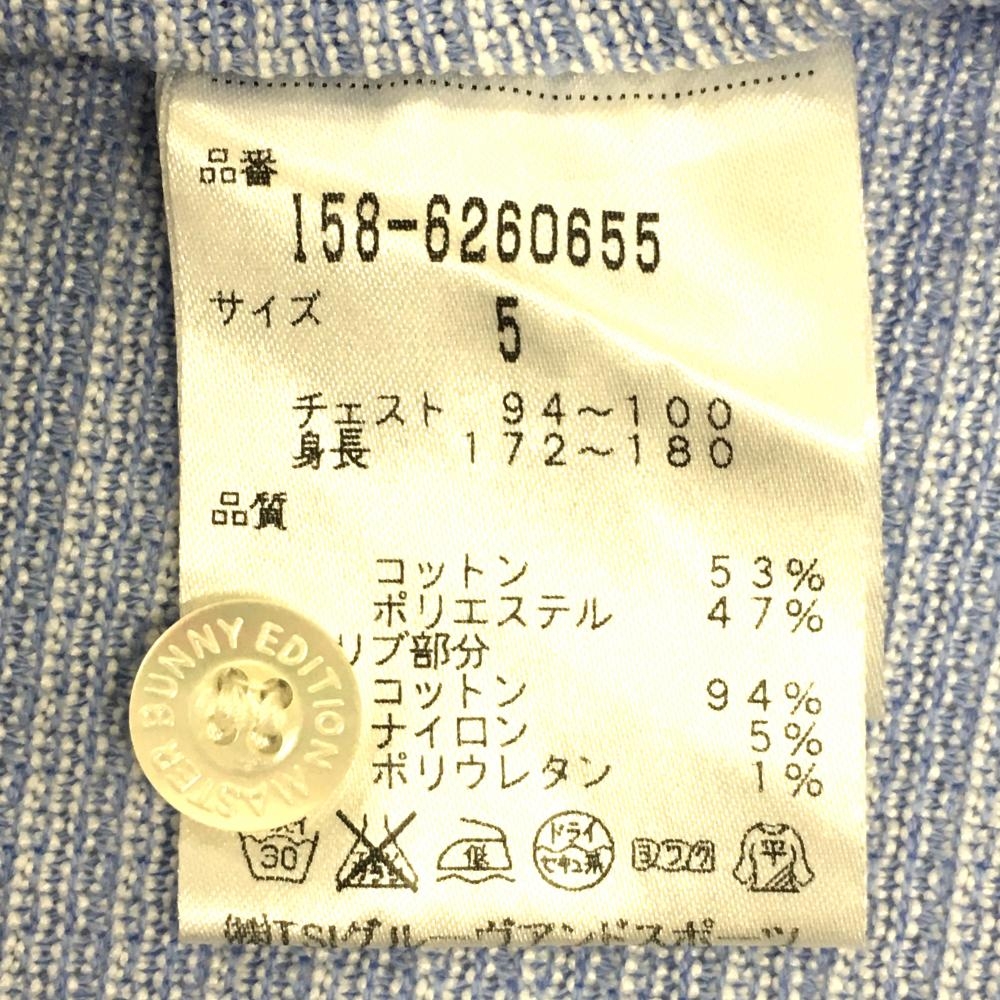 品番
158-6260655
サイズ
5
チェスト 94～100
身長 172～180
品質
コットン 53%
ポリエステル 47%
リブ部分
コットン 94%
ナイロン 5%
ポリウレタン 1%
MASTER BUNNY EDITION
30
低
ドライ
セキユ系
ヨワク
平
㈱TSIグルーヴアンドスポーツ